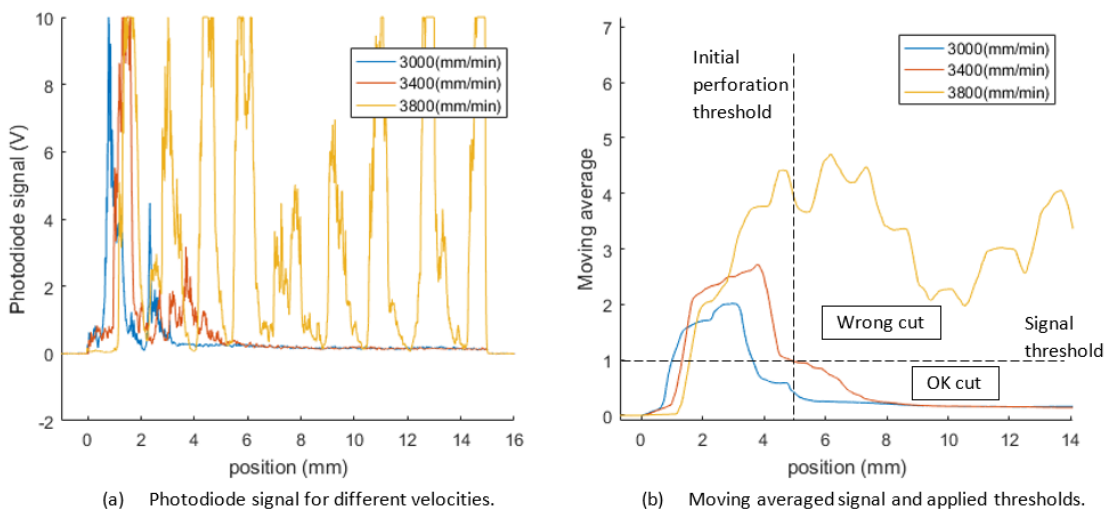 10
8
6
4
2
0
-2
Photodiode signal (V)
3000(mm/min)
3400(mm/min)
3800(mm/min)
0 2 4 6 8 10 12 14 16
position (mm)
(a) Photodiode signal for different velocities.
7
6
5
4
3
2
1
0
Moving average
Initial
perforation
threshold
3000(mm/min)
3400(mm/min)
3800(mm/min)
Wrong cut
Signal
threshold
OK cut
0 2 4 6 8 10 12 14
position (mm)
(b) Moving averaged signal and applied thresholds.